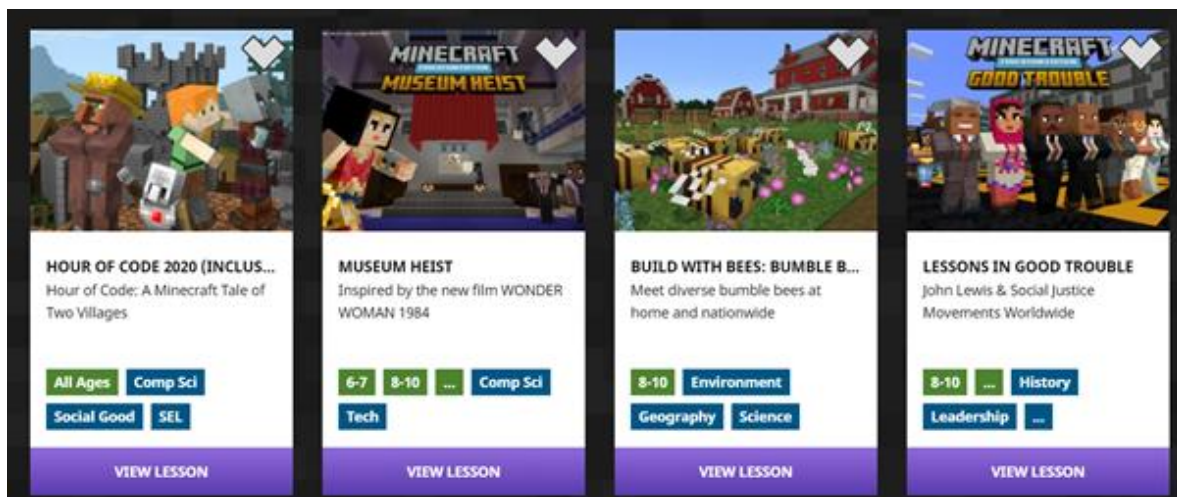 MINECRAFT
EDUCATION EDITION
MUSEUM HEIST
MINECRAFT
EDUCATION EDITION
GOOD TROUBLE
HOUR OF CODE 2020 (INCLUS...
Hour of Code: A Minecraft Tale of
Two Villages
All Ages Comp Sci
Social Good SEL
VIEW LESSON
MUSEUM HEIST
Inspired by the new film WONDER
WOMAN 1984
6-7 8-10 ... Comp Sci
Tech
VIEW LESSON
BUILD WITH BEES: BUMBLE B...
Meet diverse bumble bees at
home and nationwide
8-10 Environment
Geography Science
VIEW LESSON
LESSONS IN GOOD TROUBLE
John Lewis & Social Justice
Movements Worldwide
8-10 ... History
Leadership ...
VIEW LESSON